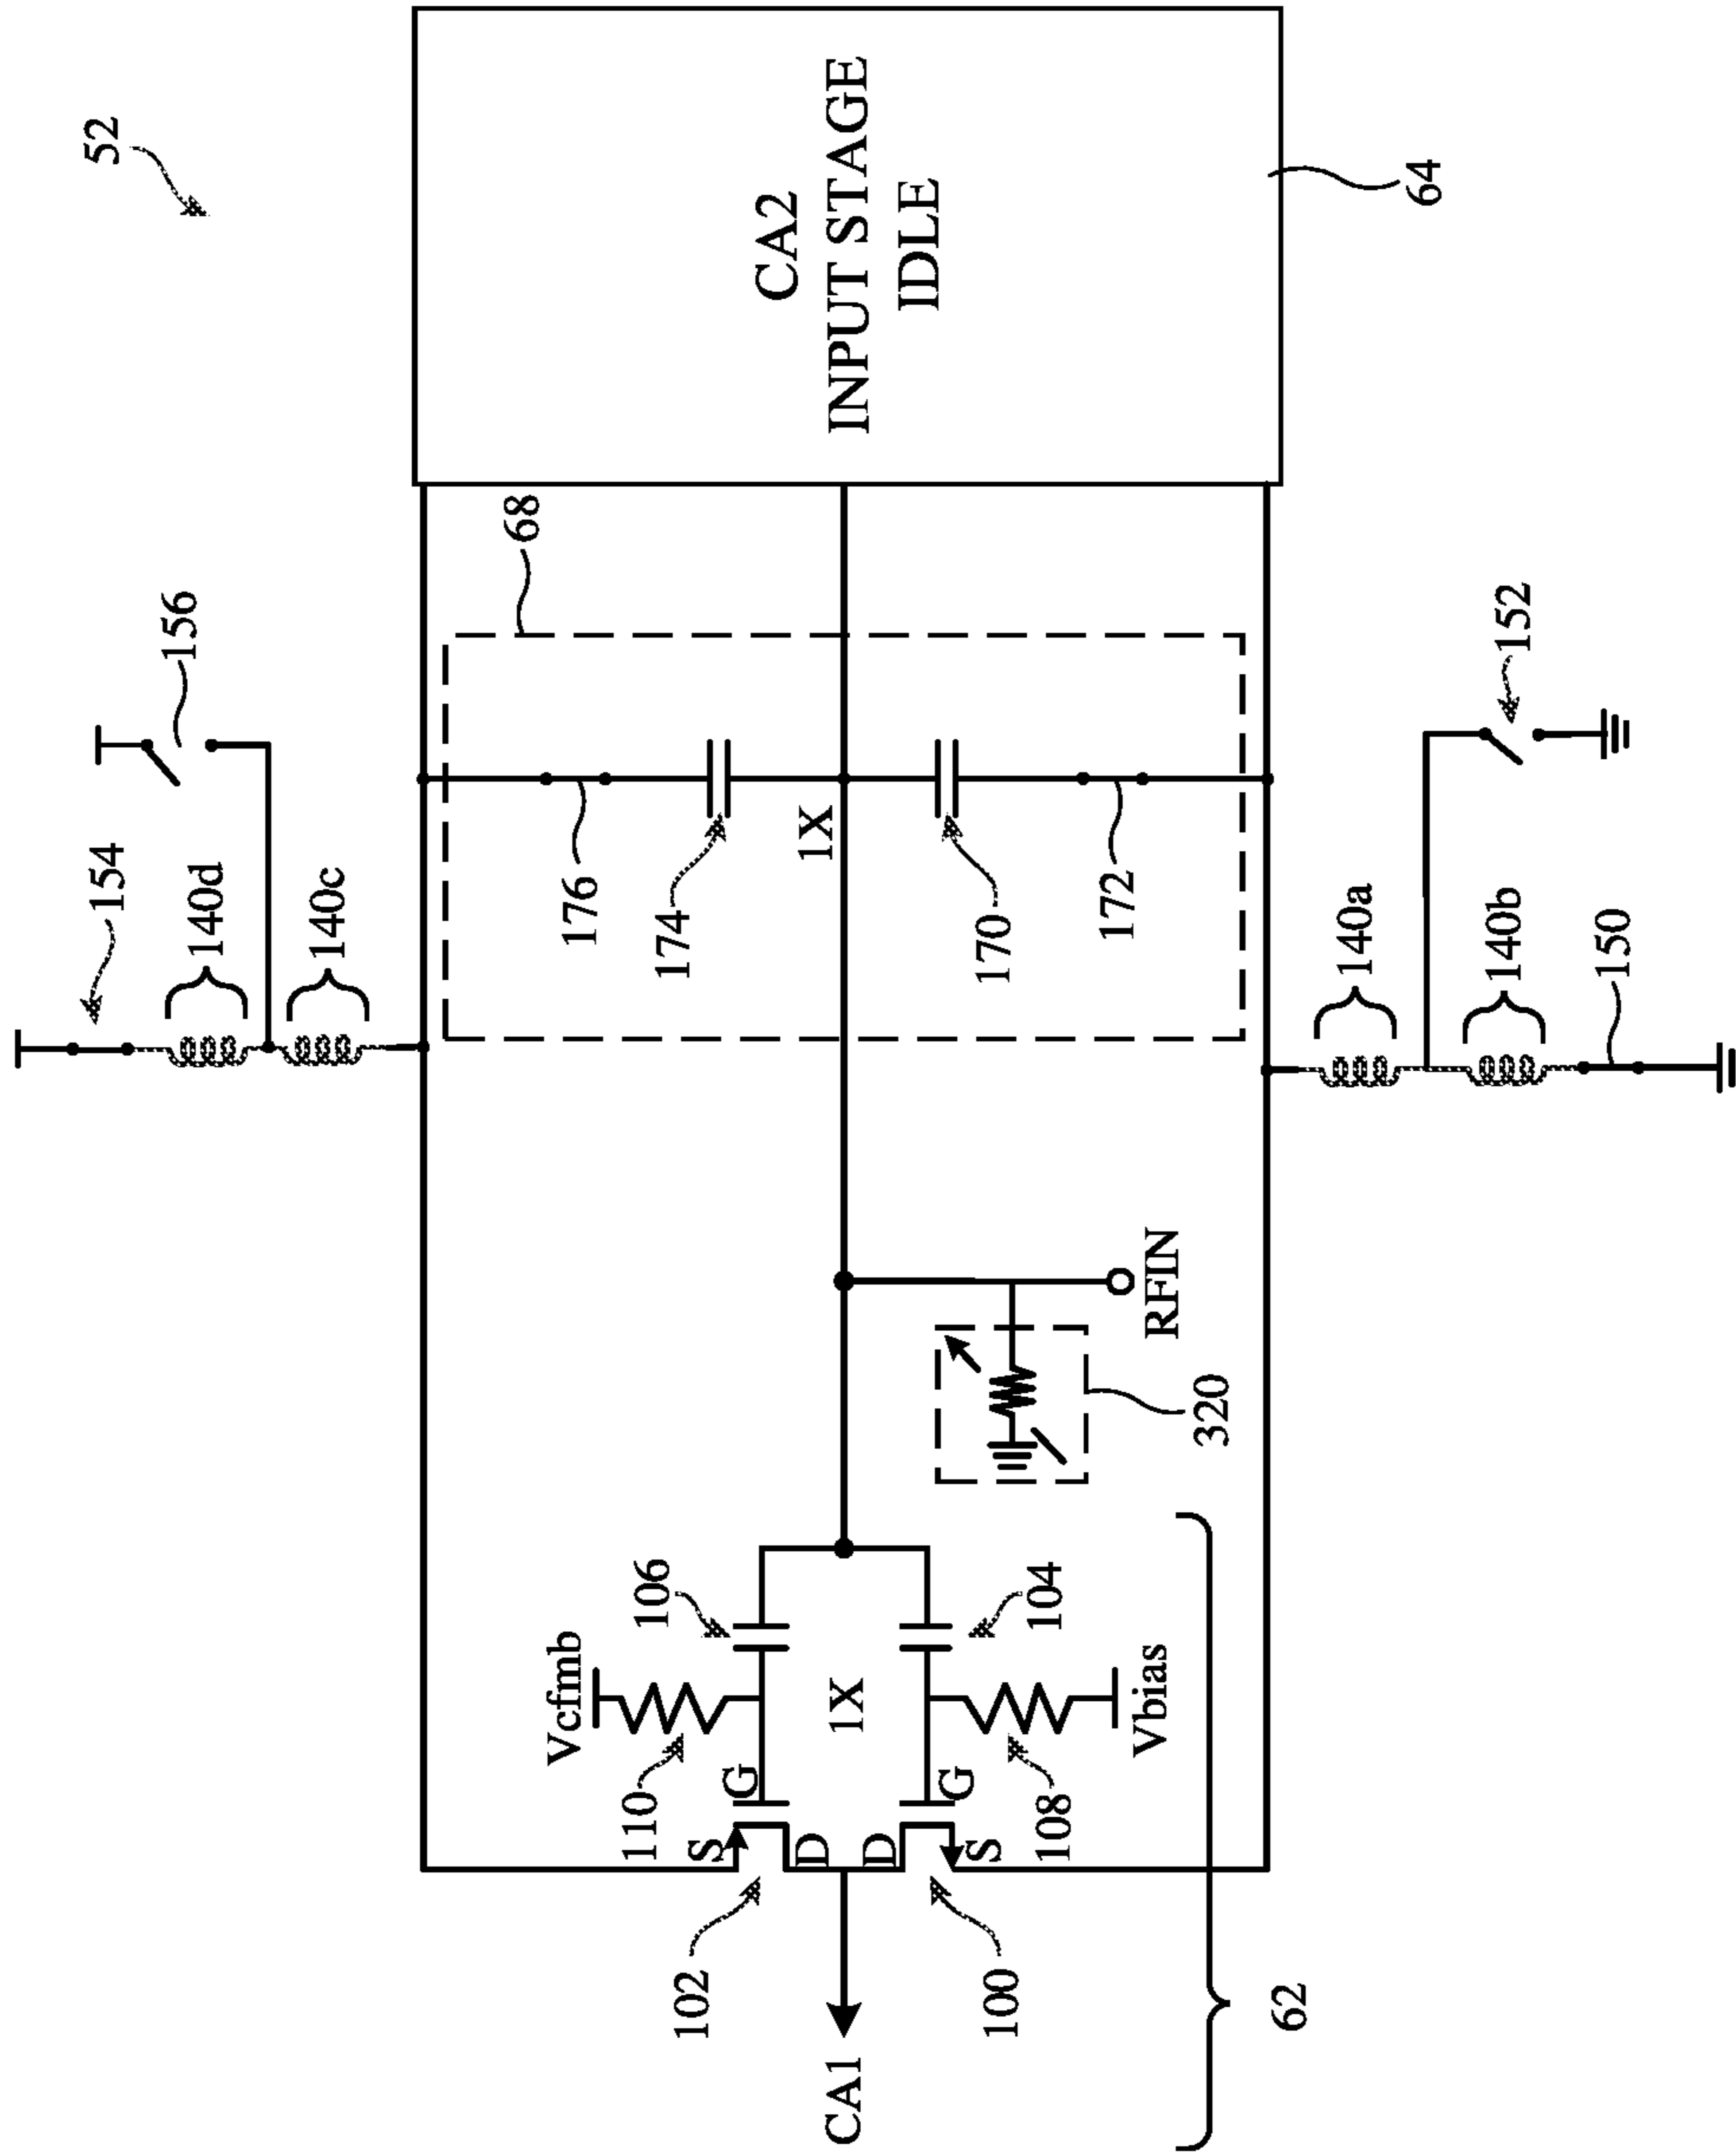 52
CA2
INPUT STAGE
IDLE
64
68
156
154
140d
140c
176
174
1X
170
172
152
140a
140b
150
RFIN
320
106
104
Vcfmb
1X
Vbias
110
108
G
G
S
D
D
S
102
100
CA1
62